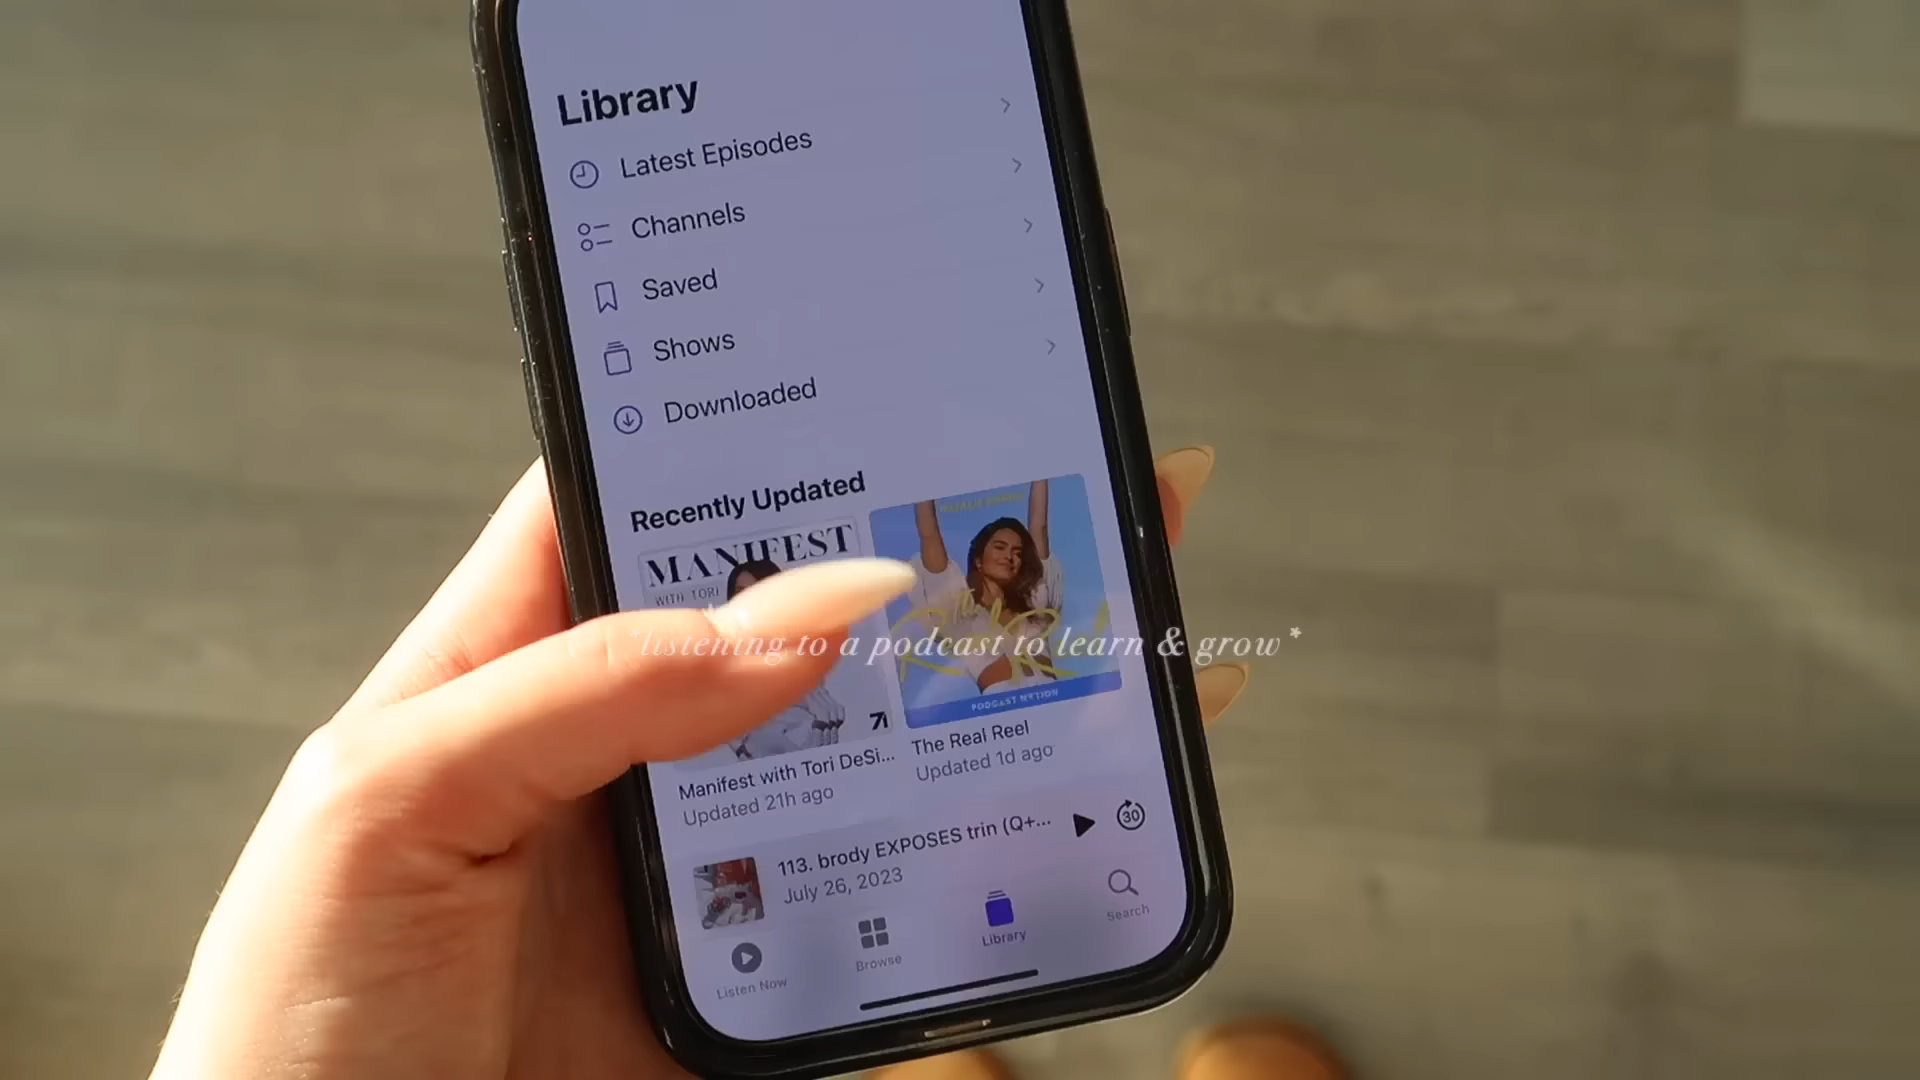 Library
Latest Episodes
Channels
Saved
Shows
Downloaded
Recently Updated
MANIFEST
WITH TORI
*listening to a podcast to learn & grow*
PODCAST NATION
Manifest with Tori DeSi...
Updated 21h ago
The Real Reel
Updated 1d ago
113. brody EXPOSES trin (Q+...
July 26, 2023
30
Listen Now
Browse
Library
Search